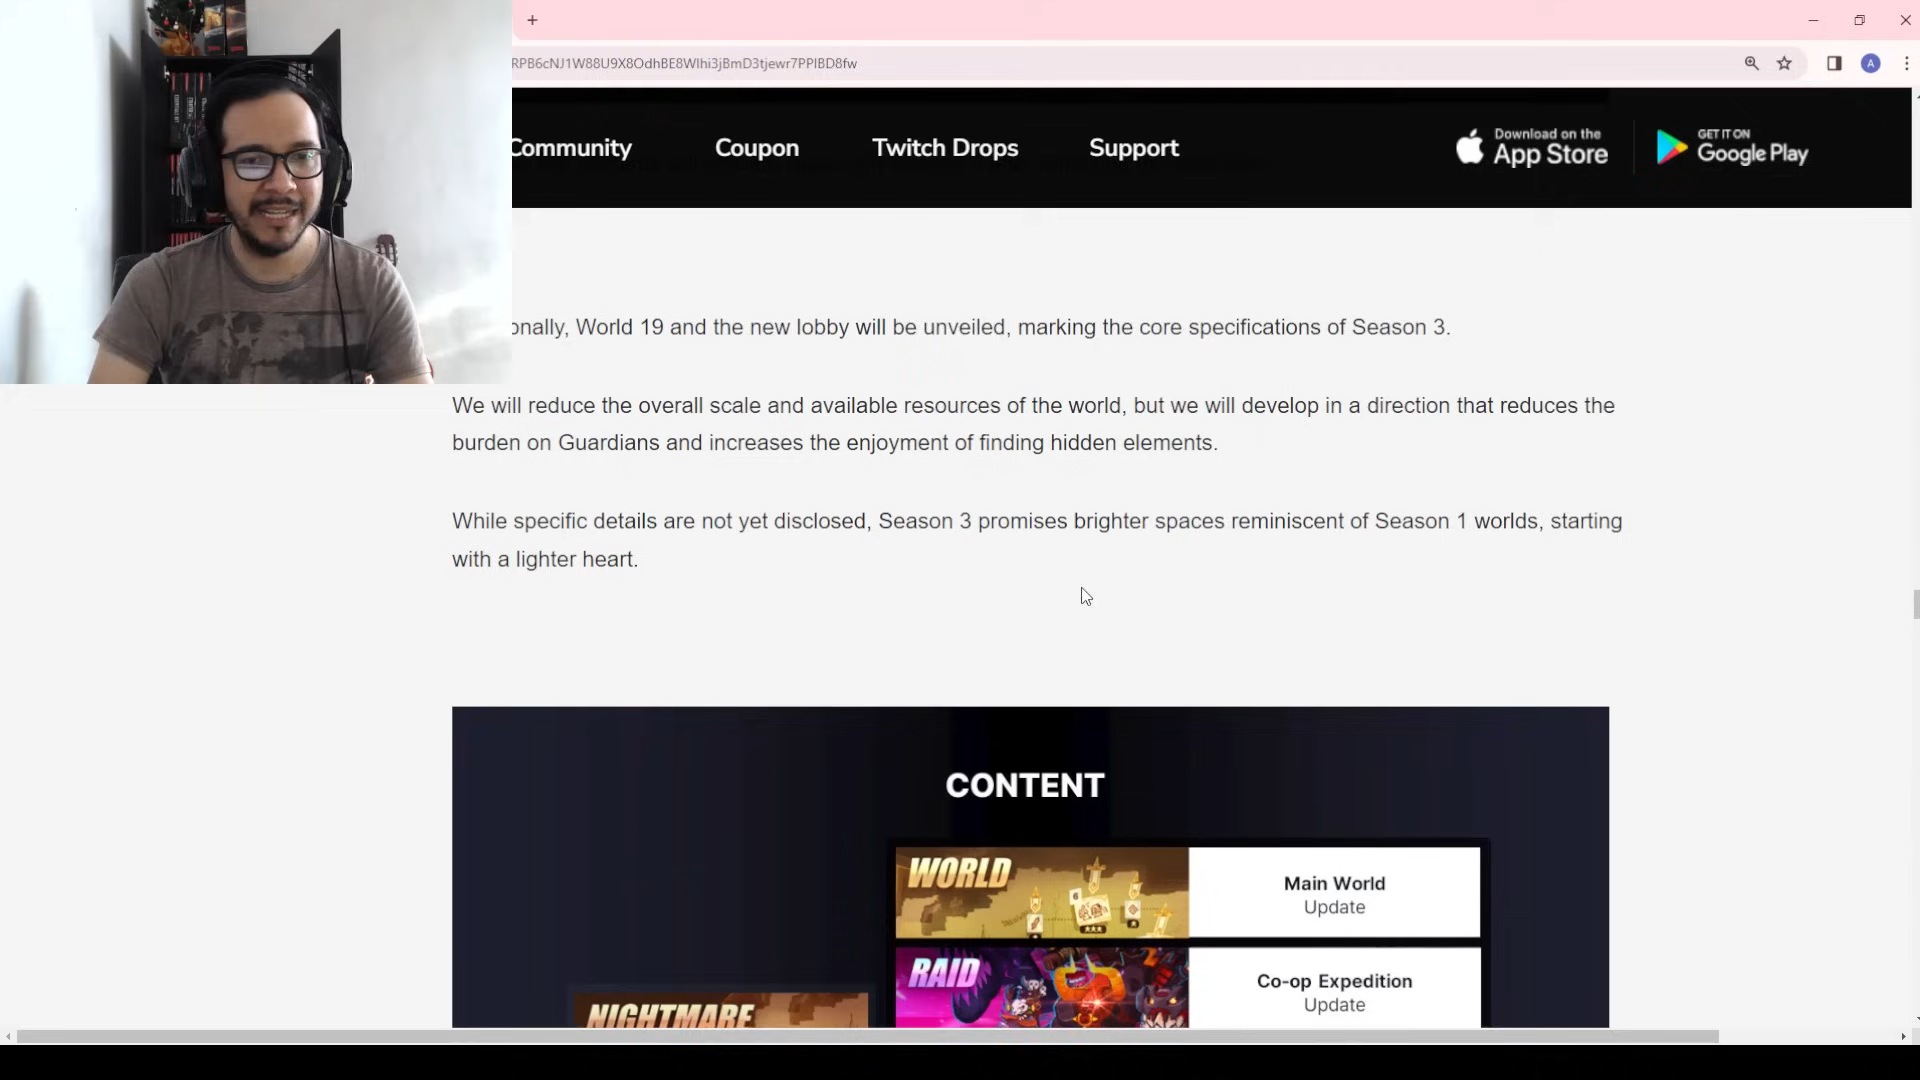 RPB6cNJ1W88U9X8OdhBE8WIhi3jBmD3tjewr7PPIBD8fw
A
Community Coupon Twitch Drops Support
Download on the
App Store
GET IT ON
Google Play
onally, World 19 and the new lobby will be unveiled, marking the core specifications of Season 3.
We will reduce the overall scale and available resources of the world, but we will develop in a direction that reduces the
burden on Guardians and increases the enjoyment of finding hidden elements.
While specific details are not yet disclosed, Season 3 promises brighter spaces reminiscent of Season 1 worlds, starting
with a lighter heart.
CONTENT
WORLD
6
Main World
Update
RAID
Co-op Expedition
Update
NIGHTMARE